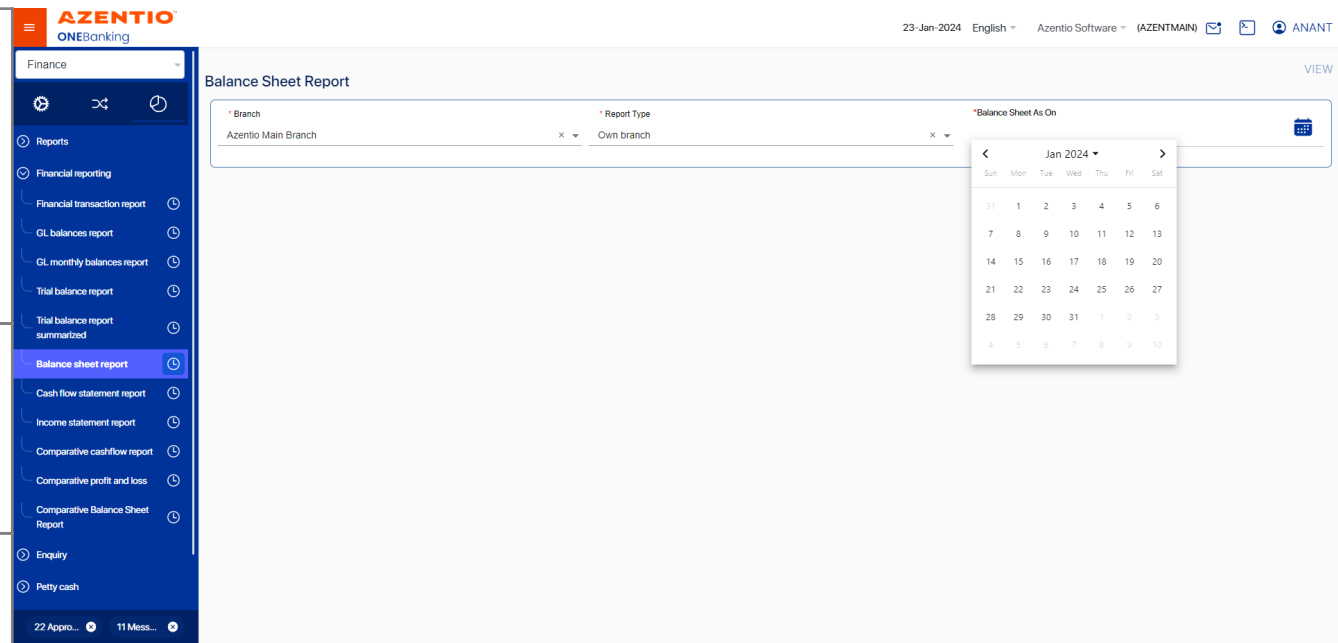 AZENTIO
ONEBanking
23-Jan-2024 English Azentio Software (AZENTMAIN) ANANT
Finance
VIEW
Balance Sheet Report
* Branch * Report Type *Balance Sheet As On
Azentio Main Branch × Own branch ×
Reports
Financial reporting
Financial transaction report
GL balances report
GL monthly balances report
Trial balance report
Trial balance report
summarized
Balance sheet report
Cash flow statement report
Income statement report
Comparative cashflow report
Comparative profit and loss
Comparative Balance Sheet
Report
Enquiry
Petty cash
22 Appro... 11 Mess...
Jan 2024
Sun Mon Tue Wed Thu Fri Sat
31 1 2 3 4 5 6
7 8 9 10 11 12 13
14 15 16 17 18 19 20
21 22 23 24 25 26 27
28 29 30 31 1 2 3
4 5 6 7 8 9 10